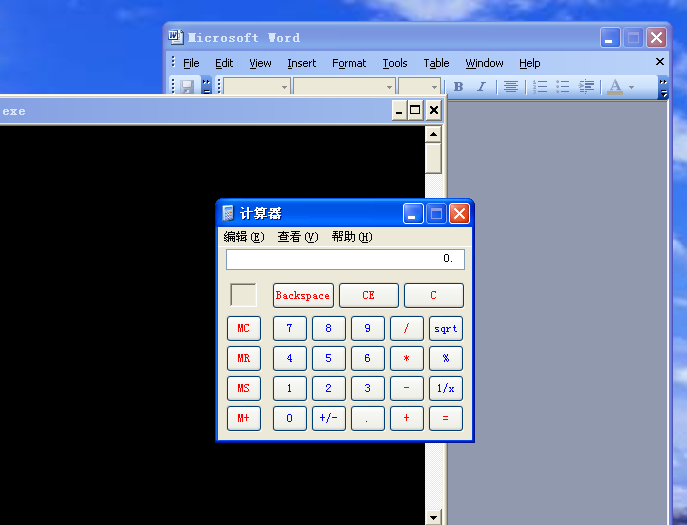 Microsoft Word
File Edit View Insert Format Tools Table Window Help
B I A
exe
计算器
编辑(E) 查看(V) 帮助(H)
0.
Backspace CE C
MC 7 8 9 / sqrt
MR 4 5 6 * %
MS 1 2 3 - 1/x
M+ 0 +/- . + =